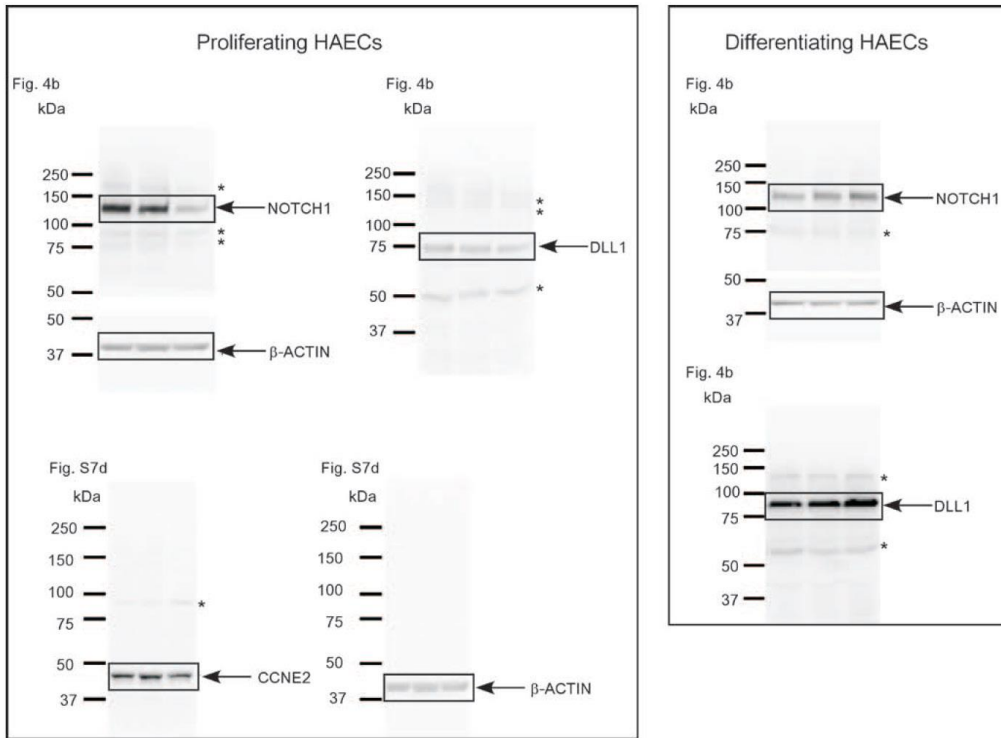 Proliferating HAECs
Fig. 4b
kDa
250
150
100
75
50
50
37
*
NOTCH1
*
*
β-ACTIN
Fig. 4b
kDa
250
150
100
75
50
37
*
*
DLL1
*
Fig. S7d
kDa
250
150
100
75
50
37
*
CCNE2
Fig. S7d
kDa
250
150
100
75
50
37
β-ACTIN
Differentiating HAECs
Fig. 4b
kDa
250
150
100
75
50
37
NOTCH1
*
β-ACTIN
Fig. 4b
kDa
250
150
100
75
50
37
*
DLL1
*